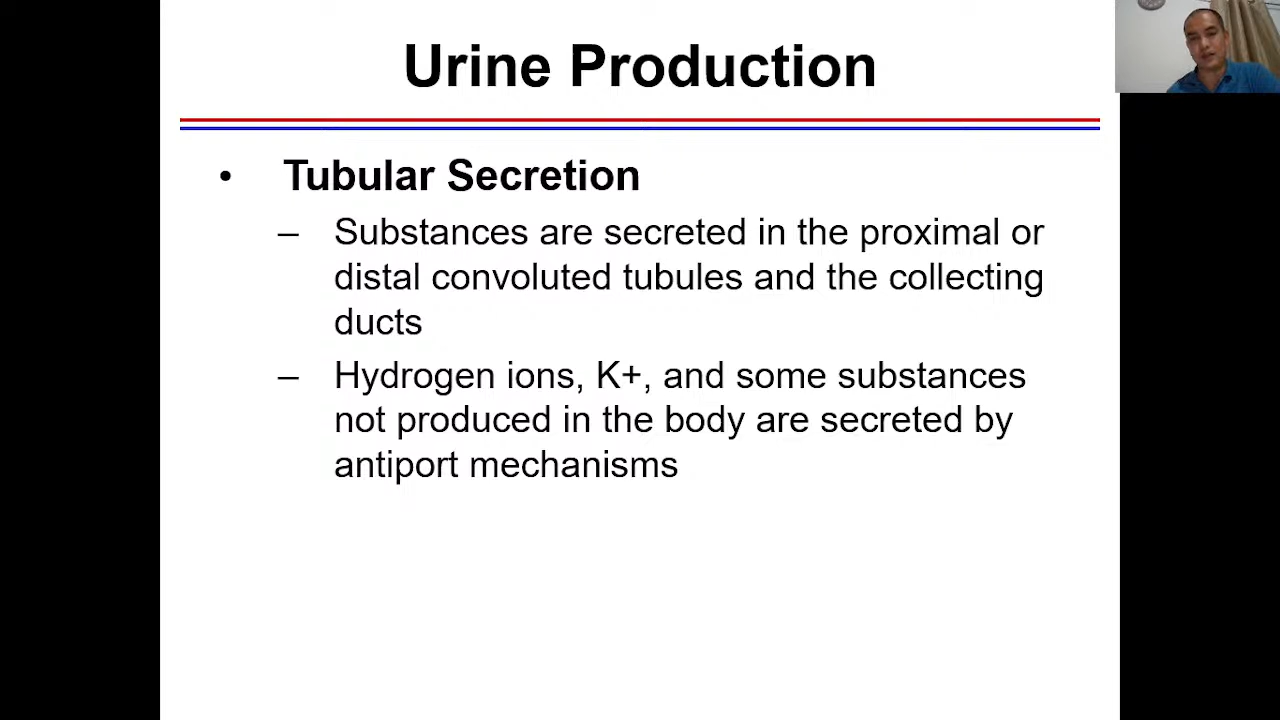 Urine Production
• Tubular Secretion
– Substances are secreted in the proximal or
distal convoluted tubules and the collecting
ducts
– Hydrogen ions, K+, and some substances
not produced in the body are secreted by
antiport mechanisms